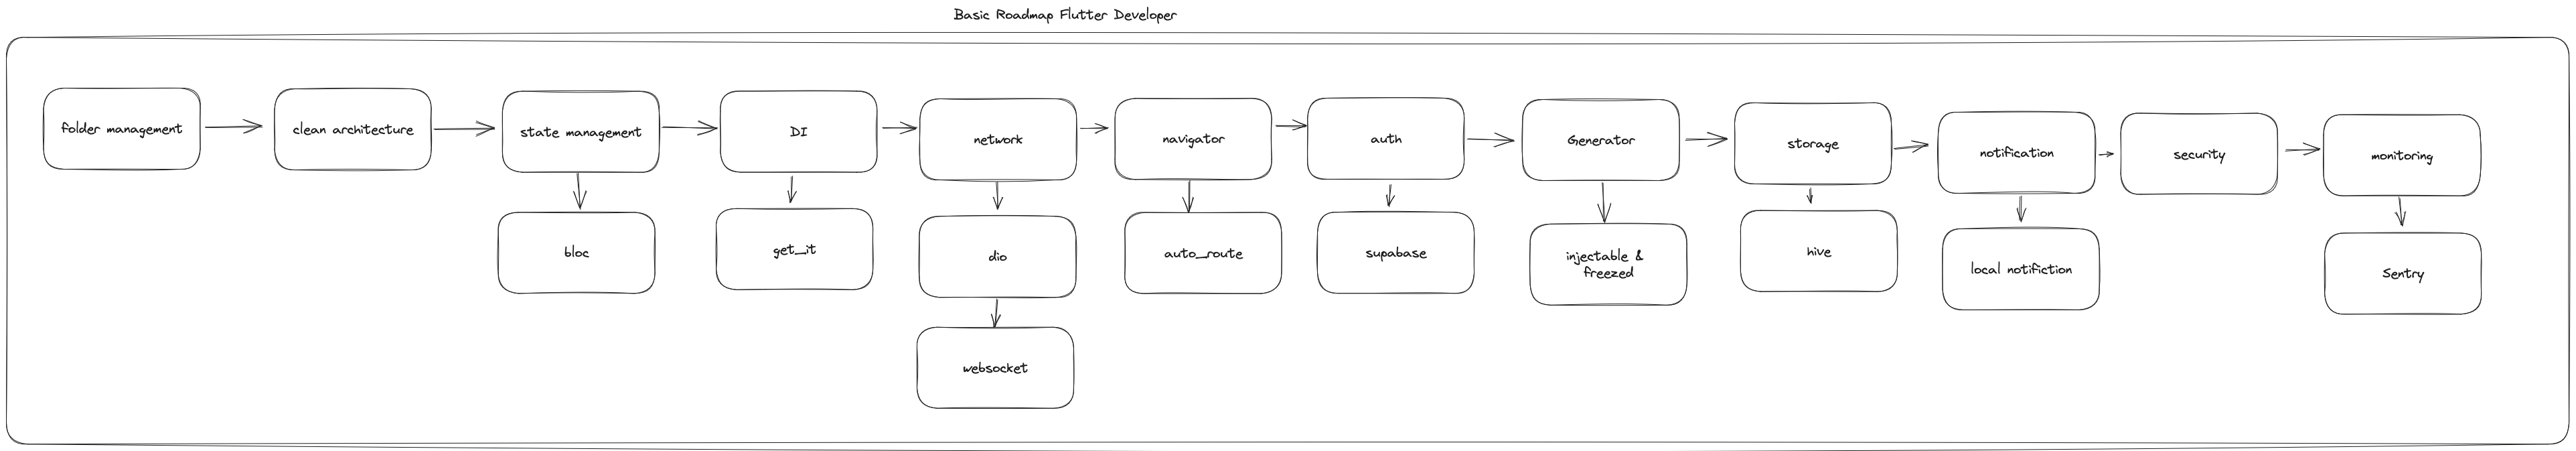 Basic Roadmap Flutter Developer
folder management
clean architecture
state management
DI
network
navigator
auth
Generator
storage
notification
security
monitoring
bloc
get_it
dio
auto_route
supabase
injectable &
freezed
hive
local notifiction
Sentry
websocket